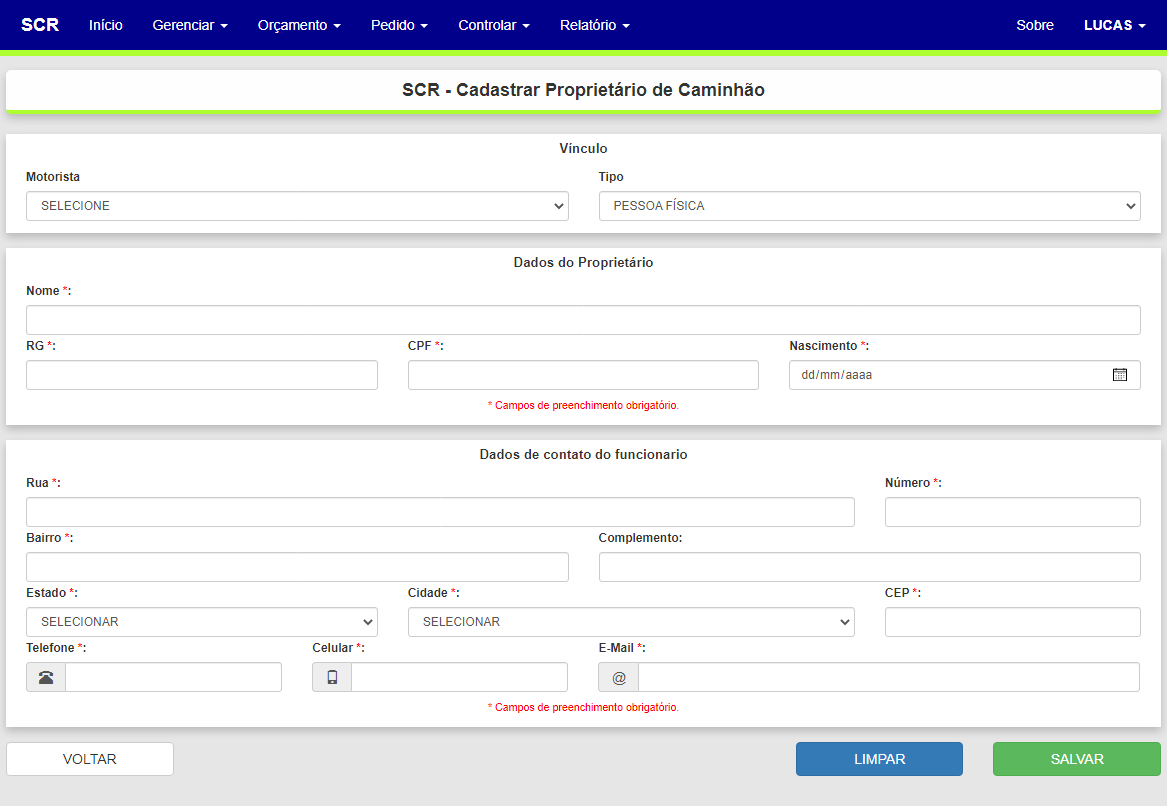 SCR Início Gerenciar Orçamento Pedido Controlar Relatório Sobre LUCAS
SCR - Cadastrar Proprietário de Caminhão
Vínculo
Motorista Tipo
SELECIONE PESSOA FÍSICA
Dados do Proprietário
Nome *:
RG *: CPF *: Nascimento *:
dd/mm/aaaa
* Campos de preenchimento obrigatório.
Dados de contato do funcionario
Rua *: Número *:
Bairro *: Complemento:
Estado *: Cidade *: CEP *:
SELECIONAR SELECIONAR
Telefone *: Celular *: E-Mail *:
@
* Campos de preenchimento obrigatório.
VOLTAR LIMPAR SALVAR